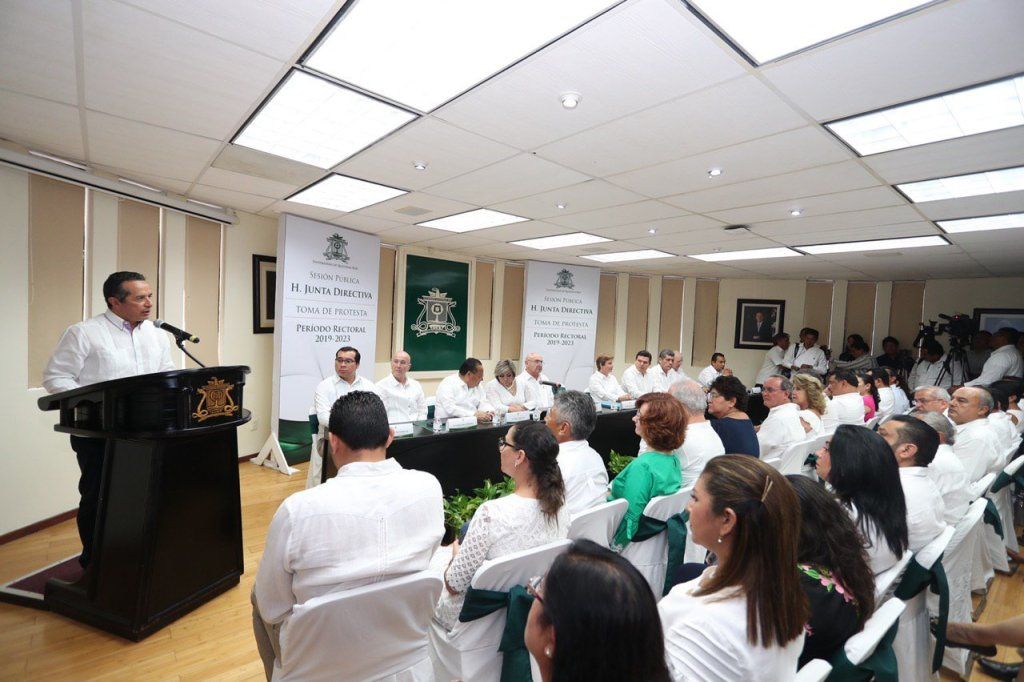 SESIÓN PÚBLICA
H. JUNTA DIRECTIVA
TOMA DE PROTESTA
PERÍODO RECTORAL
2019-2023
SESIÓN PÚBLICA
H. JUNTA DIRECTIVA
TOMA DE PROTESTA
PERÍODO RECTORAL
2019-2023